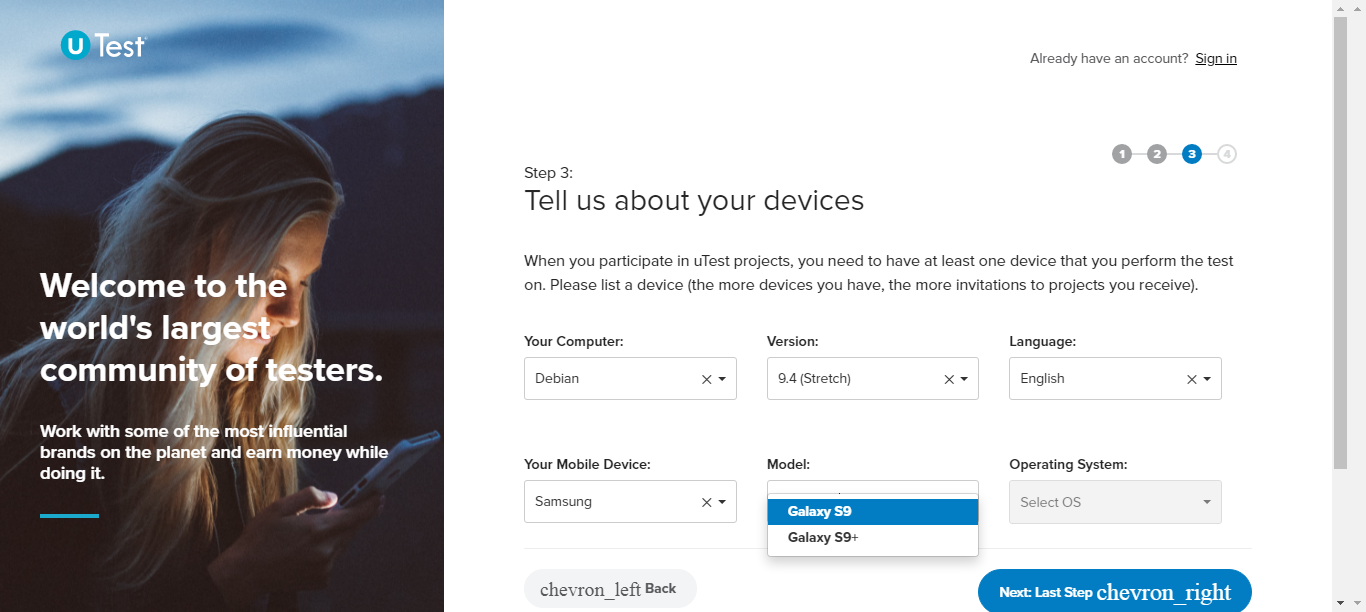 U Test
Already have an account? Sign in
1 2 3 4
Step 3:
Tell us about your devices
When you participate in uTest projects, you need to have at least one device that you perform the test
on. Please list a device (the more devices you have, the more invitations to projects you receive).
Welcome to the
world's largest
community of testers.
Work with some of the most influential
brands on the planet and earn money while
doing it.
Your Computer: Version: Language:
Debian 9.4 (Stretch) English
Your Mobile Device: Model: Operating System:
Samsung Select OS
Galaxy S9
Galaxy S9+
chevron_left Back Next: Last Step chevron_right